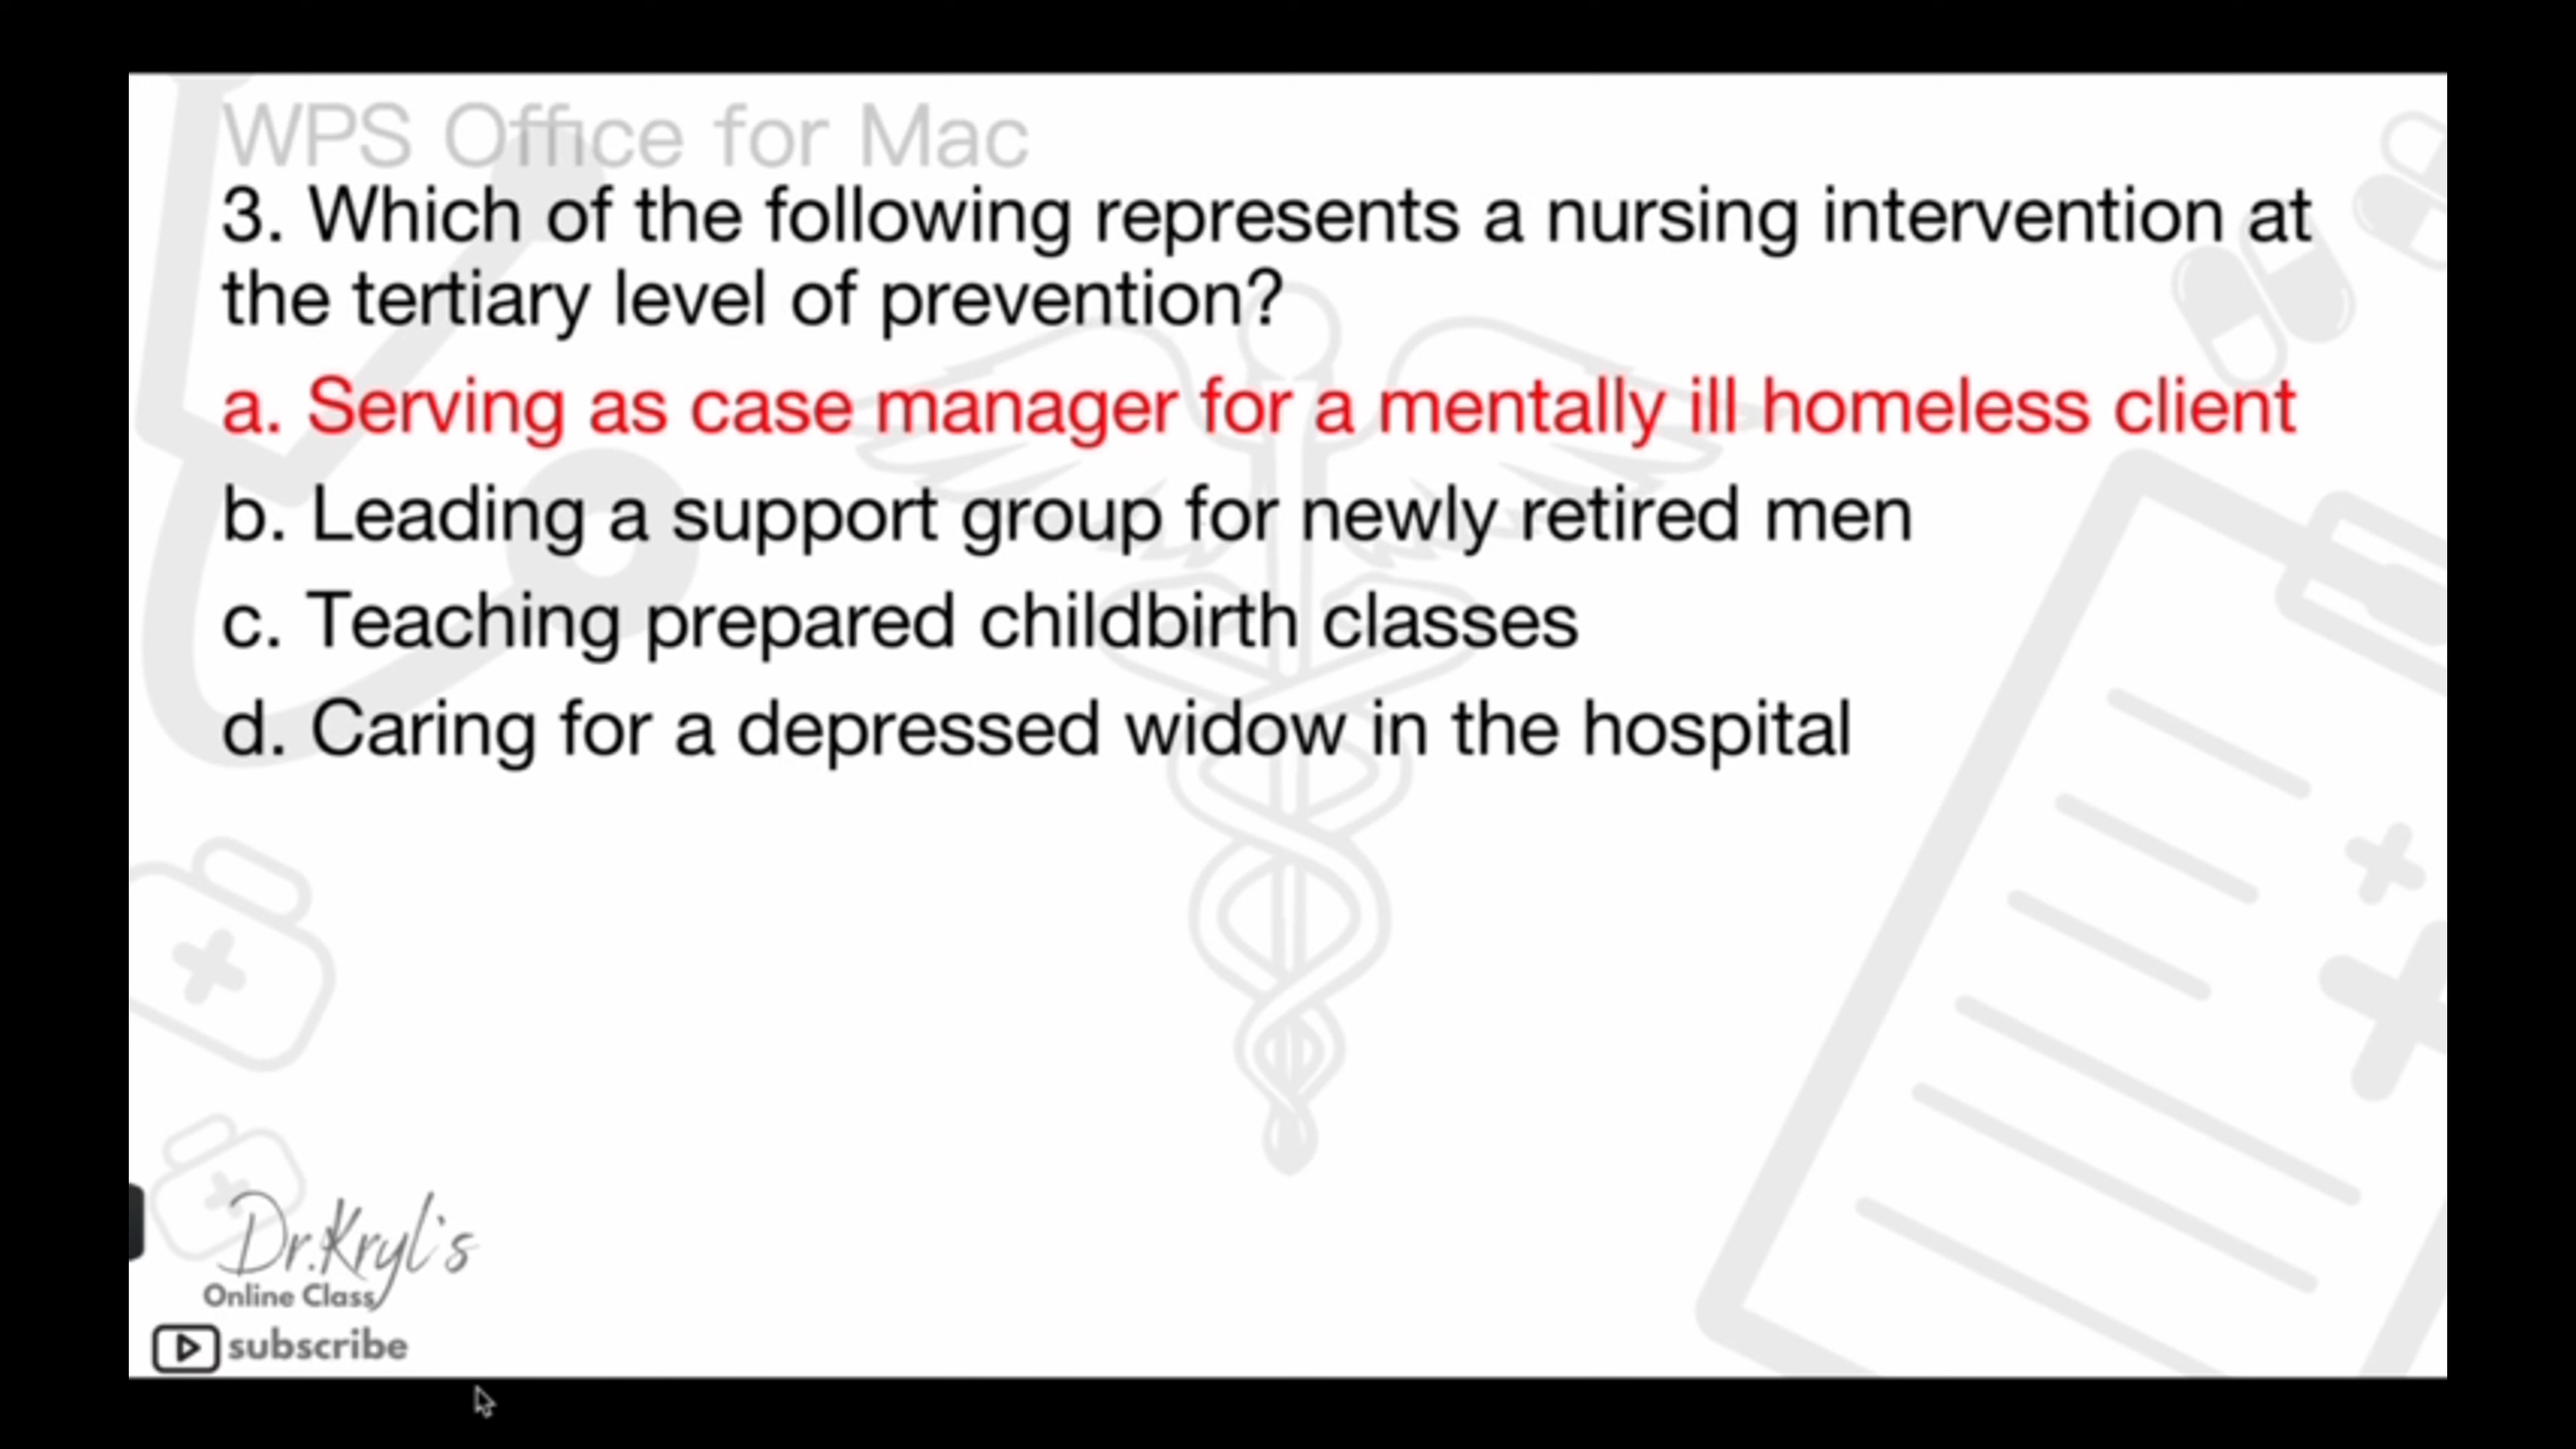 WPS Office for Mac
3. Which of the following represents a nursing intervention at
the tertiary level of prevention?
a. Serving as case manager for a mentally ill homeless client
b. Leading a support group for newly retired men
c. Teaching prepared childbirth classes
d. Caring for a depressed widow in the hospital
Dr.Kryl's
Online Class
subscribe